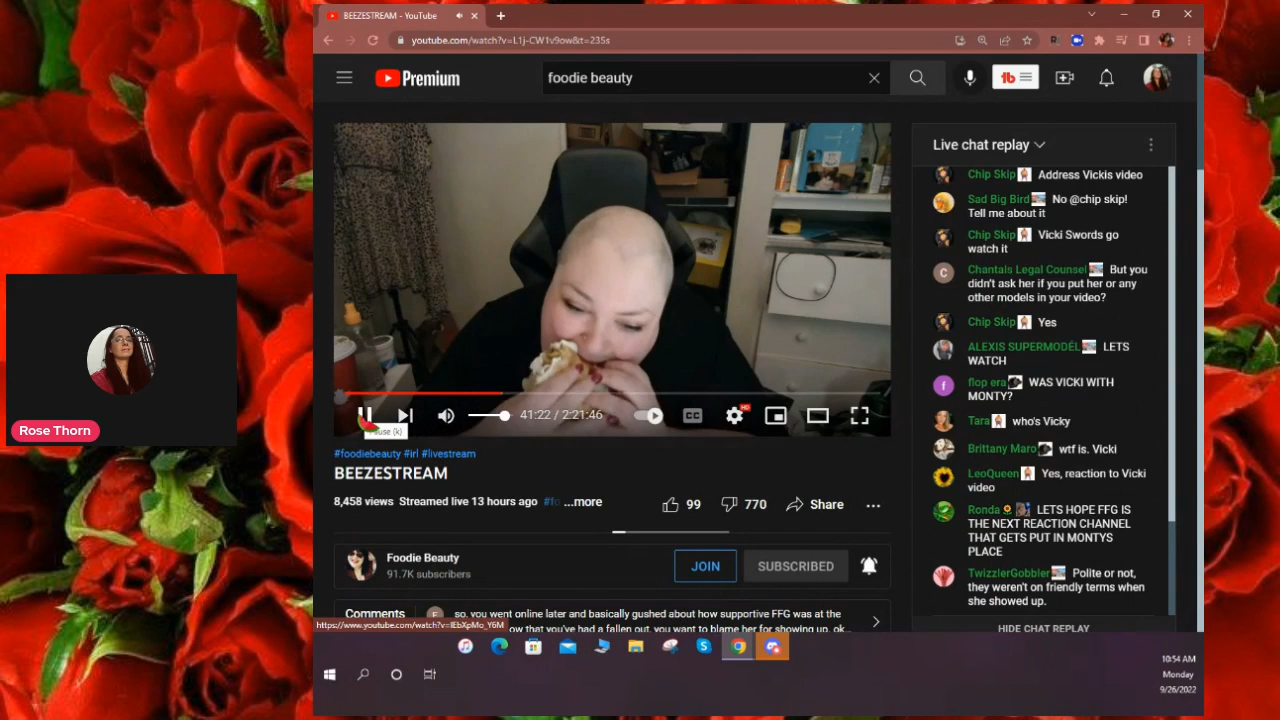 BEEZESTREAM - YouTube
youtube.com/watch?v=L1j-CW1v9ow&t=235s
Premium
foodie beauty
Live chat replay
Chip Skip Address Vickis video
Sad Big Bird No @chip skip!
Tell me about it
Chip Skip Vicki Swords go
watch it
Chantals Legal Counsel But you
didn't ask her if you put her or any
other models in your video?
Chip Skip Yes
ALEXIS SUPERMODÉL LETS
WATCH
flop era WAS VICKI WITH
MONTY?
Tara who's Vicky
Brittany Maro wtf is. Vicki
LeoQueen Yes, reaction to Vicki
video
Ronda LETS HOPE FFG IS
THE NEXT REACTION CHANNEL
THAT GETS PUT IN MONTYS
PLACE
TwizzlerGobbler Polite or not,
they weren't on friendly terms when
she showed up.
HIDE CHAT REPLAY
41:22 / 2:21:46
CC
HD
Pause (k)
#foodiebeauty #irl #livestream
BEEZESTREAM
8,458 views Streamed live 13 hours ago #fo ...more
99
770
Share
Foodie Beauty
91.7K subscribers
JOIN
SUBSCRIBED
Comments
so, you went online later and basically gushed about how supportive FFG was at the
ow that you've had a fallen out, you want to blame her for showing up, ok...
https://www.youtube.com/watch?v=IEbXpMo_Y6M
Rose Thorn
10:54 AM
Monday
9/26/2022